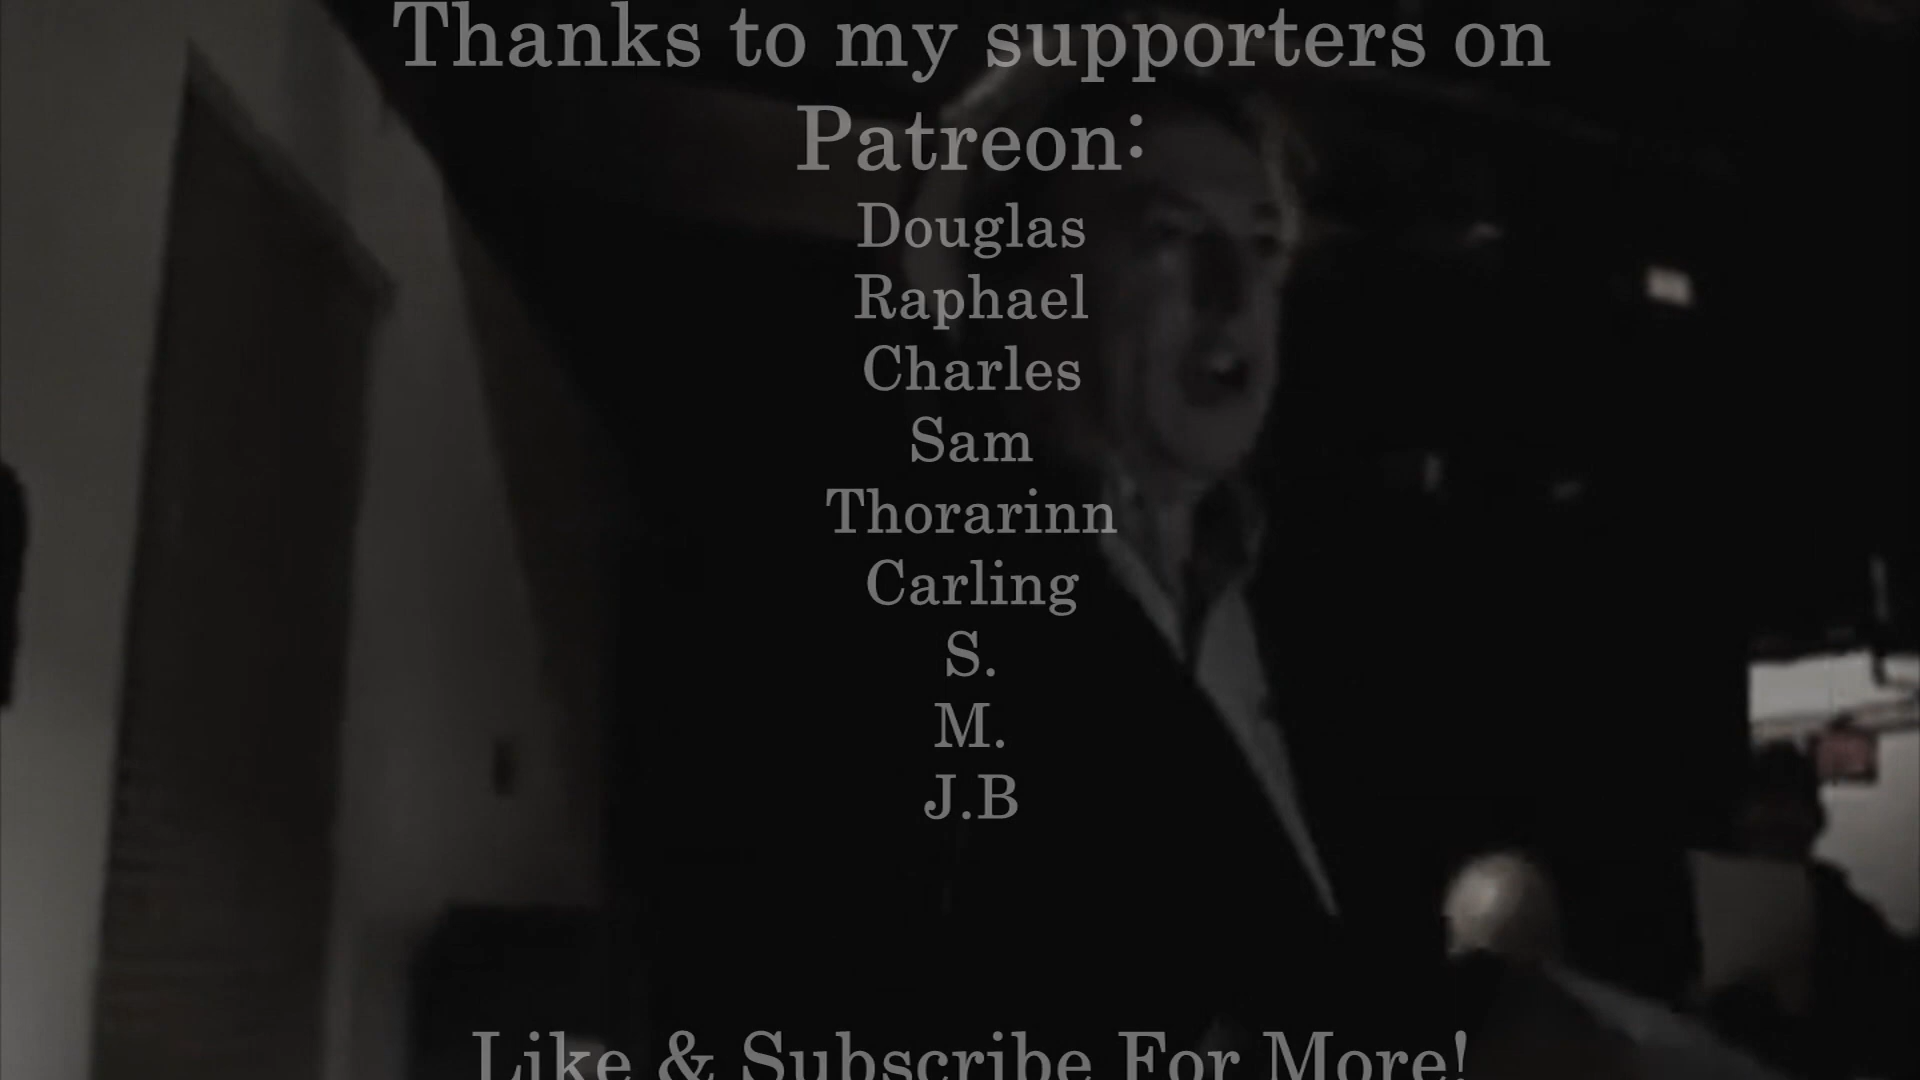 Thanks to my supporters on
Patreon:
Douglas
Raphael
Charles
Sam
Thorarinn
Carling
S.
M.
J.B
Like & Subscribe For More!